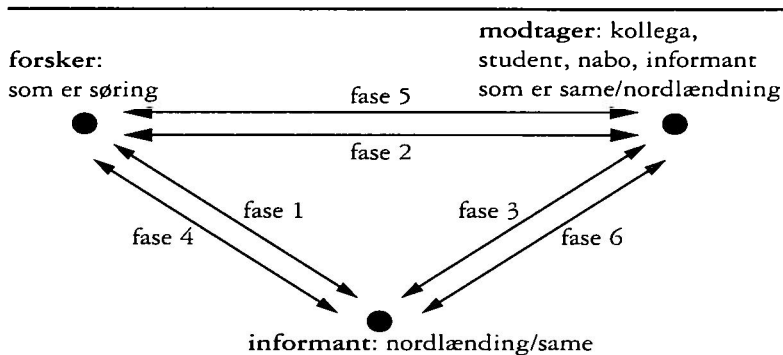 forsker:
som er søring
modtager: kollega,
student, nabo, informant
som er same/nordlændning
fase 5
fase 2
fase 1
fase 4
fase 3
fase 6
informant: nordlænding/same